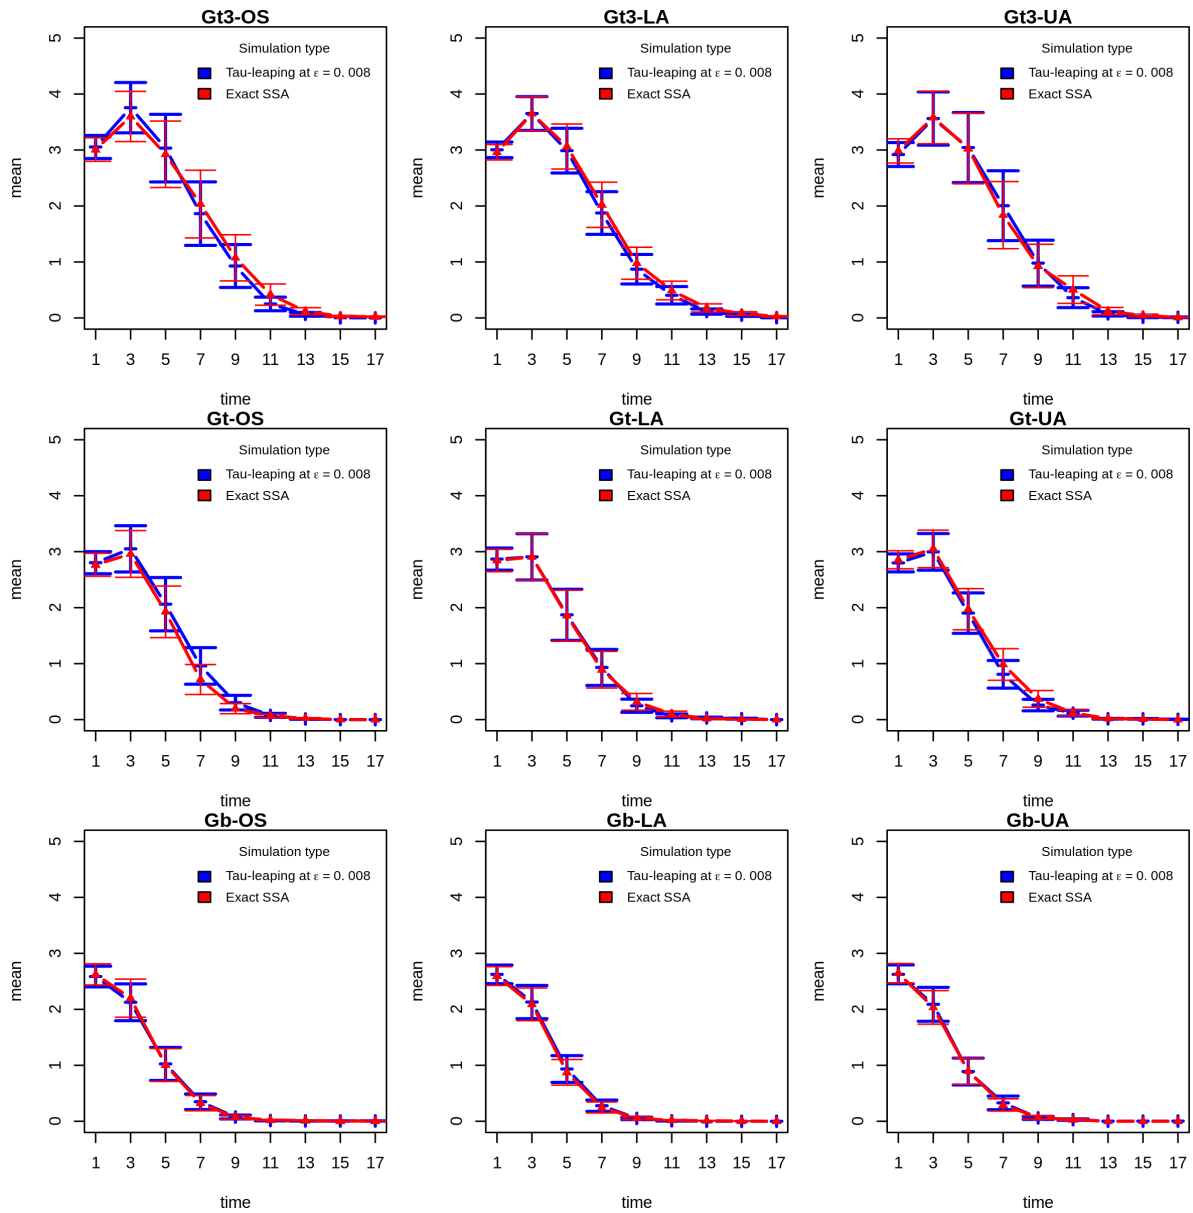 Gt3-OS
5
4
3
2
1
0
mean
Simulation type
Tau-leaping at ε = 0. 008
Exact SSA
1 3 5 7 9 11 13 15 17
time
Gt3-LA
5
4
3
2
1
0
mean
Simulation type
Tau-leaping at ε = 0. 008
Exact SSA
1 3 5 7 9 11 13 15 17
time
Gt3-UA
5
4
3
2
1
0
mean
Simulation type
Tau-leaping at ε = 0. 008
Exact SSA
1 3 5 7 9 11 13 15 17
time
Gt-OS
5
4
3
2
1
0
mean
Simulation type
Tau-leaping at ε = 0. 008
Exact SSA
1 3 5 7 9 11 13 15 17
time
Gt-LA
5
4
3
2
1
0
mean
Simulation type
Tau-leaping at ε = 0. 008
Exact SSA
1 3 5 7 9 11 13 15 17
time
Gt-UA
5
4
3
2
1
0
mean
Simulation type
Tau-leaping at ε = 0. 008
Exact SSA
1 3 5 7 9 11 13 15 17
time
Gb-OS
5
4
3
2
1
0
mean
Simulation type
Tau-leaping at ε = 0. 008
Exact SSA
1 3 5 7 9 11 13 15 17
time
Gb-LA
5
4
3
2
1
0
mean
Simulation type
Tau-leaping at ε = 0. 008
Exact SSA
1 3 5 7 9 11 13 15 17
time
Gb-UA
5
4
3
2
1
0
mean
Simulation type
Tau-leaping at ε = 0. 008
Exact SSA
1 3 5 7 9 11 13 15 17
time